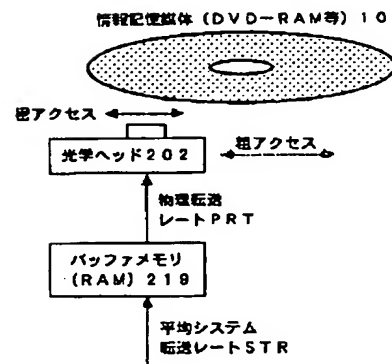 情報記憶媒体(DVD-RAM等)10
密アクセス
粗アクセス
光学ヘッド202
物理転送
レートPRT
バッファメモリ
(RAM)219
平均システム
転送レートSTR